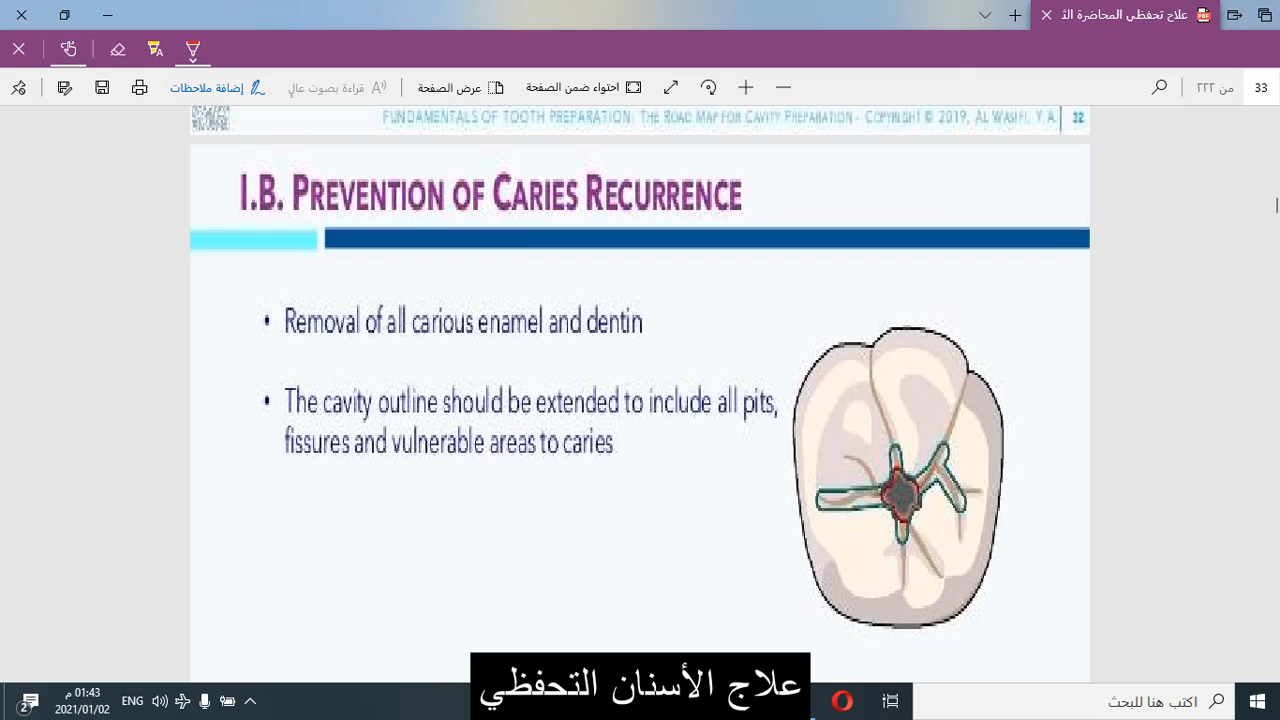 علاج تحفظي المحاضرة الث
قراءة بصوت عالٍ
إضافة ملاحظات
احتواء ضمن الصفحة
عرض الصفحة
33
من ٢٢٣
FUNDAMENTALS OF TOOTH PREPARATION: THE ROAD MAP FOR CAVITY PREPARATION - COPYRIGHT © 2019, AL WASIFI, Y. A.
32
I.B. PREVENTION OF CARIES RECURRENCE
• Removal of all carious enamel and dentin
• The cavity outline should be extended to include all pits,
fissures and vulnerable areas to caries
علاج الأسنان التحفظي
01:43 م
2021/01/02
ENG
2
اكتب هنا للبحث